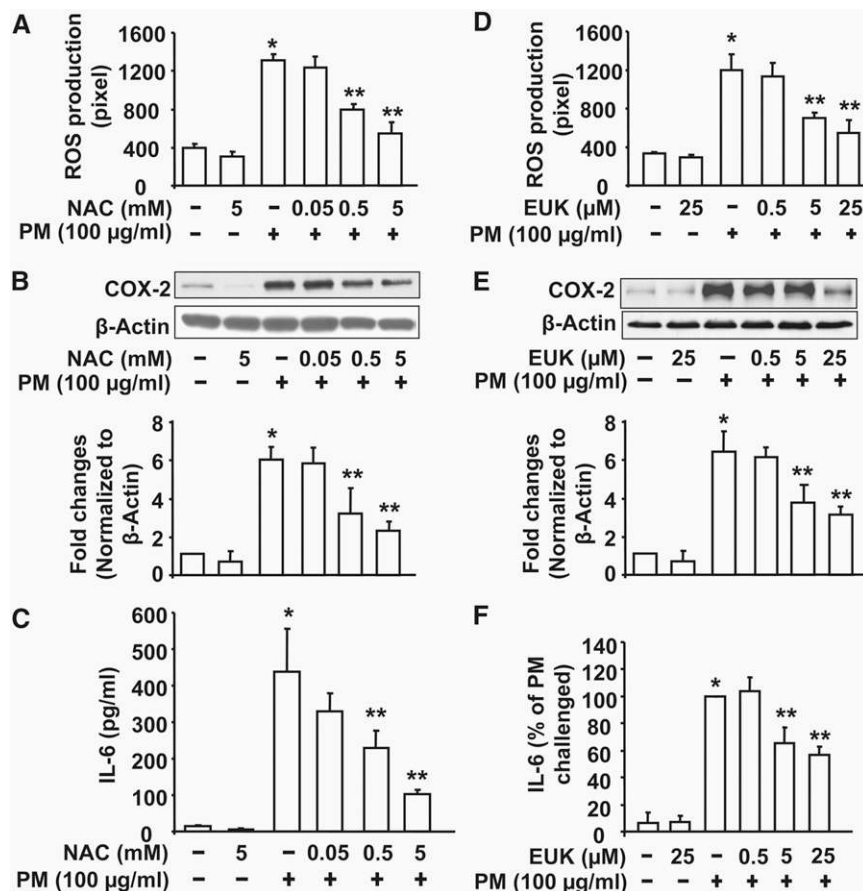 A
ROS production
(pixel)
1600
1200
800
400
0
*
**
**
NAC (mM) – 5 – 0.05 0.5 5
PM (100 µg/ml) – – + + + +
B
COX-2
β-Actin
NAC (mM) – 5 – 0.05 0.5 5
PM (100 µg/ml) – – + + + +
Fold changes
(Normalized to
β-Actin)
8
6
4
2
0
*
**
**
C
IL-6 (pg/ml)
600
500
400
300
200
100
0
*
**
**
NAC (mM) – 5 – 0.05 0.5 5
PM (100 µg/ml) – – + + + +
D
ROS production
(pixel)
1600
1200
800
400
0
*
**
**
EUK (µM) – 25 – 0.5 5 25
PM (100 µg/ml) – – + + + +
E
COX-2
β-Actin
EUK (µM) – 25 – 0.5 5 25
PM (100 µg/ml) – – + + + +
Fold changes
(Normalized to
β-Actin)
8
6
4
2
0
*
**
**
F
IL-6 (% of PM
challenged)
140
120
100
80
60
40
20
0
*
**
**
EUK (µM) – 25 – 0.5 5 25
PM (100 µg/ml) – – + + + +